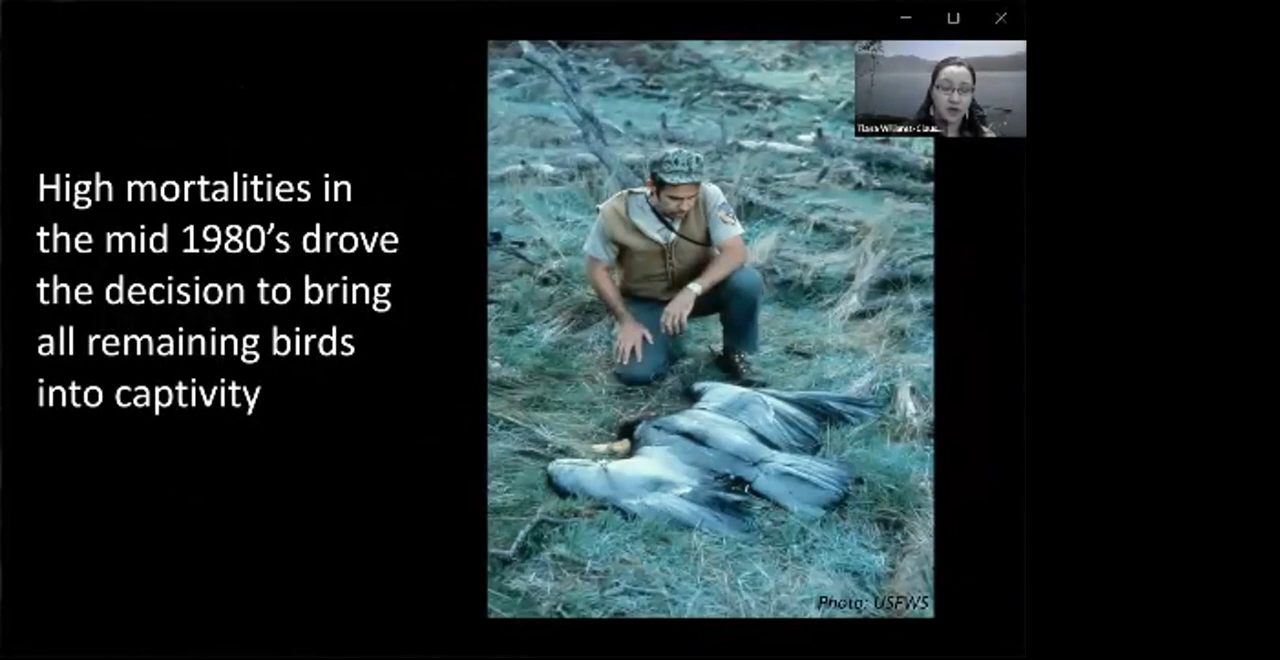 High mortalities in
the mid 1980's drove
the decision to bring
all remaining birds
into captivity
Photo: USFWS